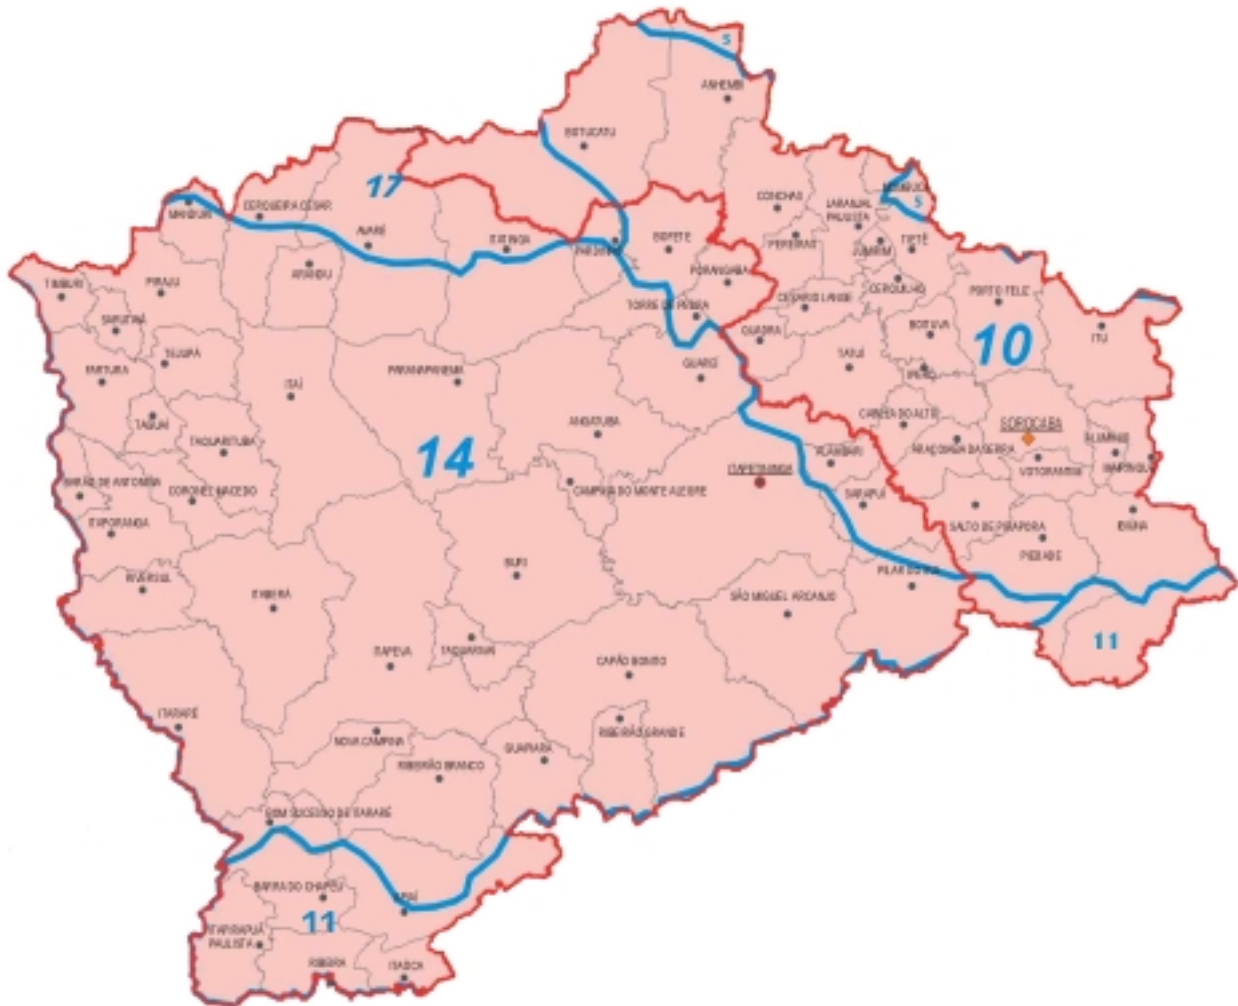 5
ANHEMBI
BOTUCATU
17
CONCHAS
LARANJAL
PAULISTA
5
MANDURI
CERQUEIRA CÉSAR
AVARÉ
ITATINGA
PARDINHO
BOFETE
PEREIRAS
JUMIRIM
TIETÊ
ARANDU
TIMBURI
PIRAJU
PORANGABA
CERQUILHO
PORTO FELIZ
SARUTAIÁ
TORRE DE PEDRA
CESÁRIO LANGE
QUADRA
BOITUVA
10
ITU
TEJUPÁ
TATUÍ
FARTURA
ITAÍ
PARANAPANEMA
GUAREÍ
IPERÓ
TAGUAÍ
TAQUARITUBA
ANGATUBA
CAPELA DO ALTO
SOROCABA
ALUMÍNIO
14
ALAMBARI
ARAÇOIABA DA SERRA
VOTORANTIM
MAIRINQUE
BARÃO DE ANTONINA
CORONEL MACEDO
CAMPINA DO MONTE ALEGRE
ITAPETININGA
SARAPUÍ
ITAPORANGA
SALTO DE PIRAPORA
IBIÚNA
PIEDADE
RIVERSUL
BURI
PILAR DO SUL
ITABERÁ
SÃO MIGUEL ARCANJO
11
ITAPEVA
TAQUARIVAÍ
CAPÃO BONITO
ITARARÉ
RIBEIRÃO GRANDE
NOVA CAMPINA
GUAPIARA
RIBEIRÃO BRANCO
BOM SUCESSO DE ITARARÉ
BARRA DO CHAPÉU
APIAÍ
11
ITAPIRAPUÃ
PAULISTA
RIBEIRA
ITAOCA